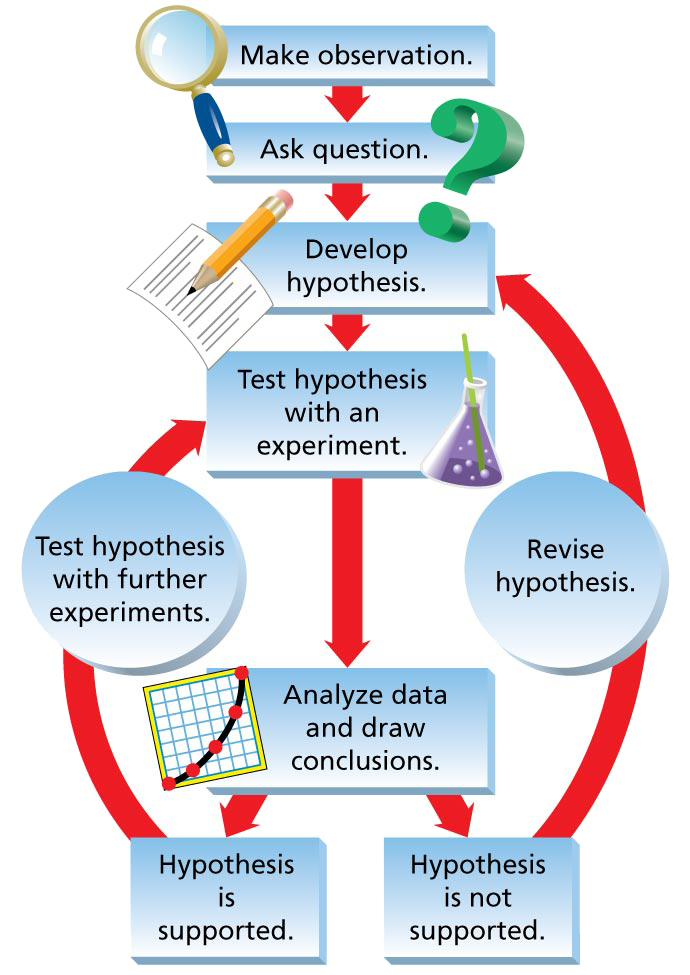 Make observation.
Ask question.
Develop
hypothesis.
Test hypothesis
with an
experiment.
Test hypothesis
with further
experiments.
Revise
hypothesis.
Analyze data
and draw
conclusions.
Hypothesis
is
supported.
Hypothesis
is not
supported.